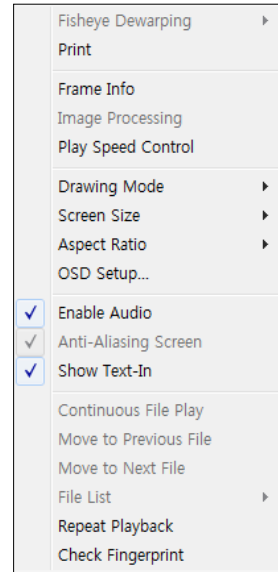 Fisheye Dewarping
Print
Frame Info
Image Processing
Play Speed Control
Drawing Mode
Screen Size
Aspect Ratio
OSD Setup...
Enable Audio
Anti-Aliasing Screen
Show Text-In
Continuous File Play
Move to Previous File
Move to Next File
File List
Repeat Playback
Check Fingerprint